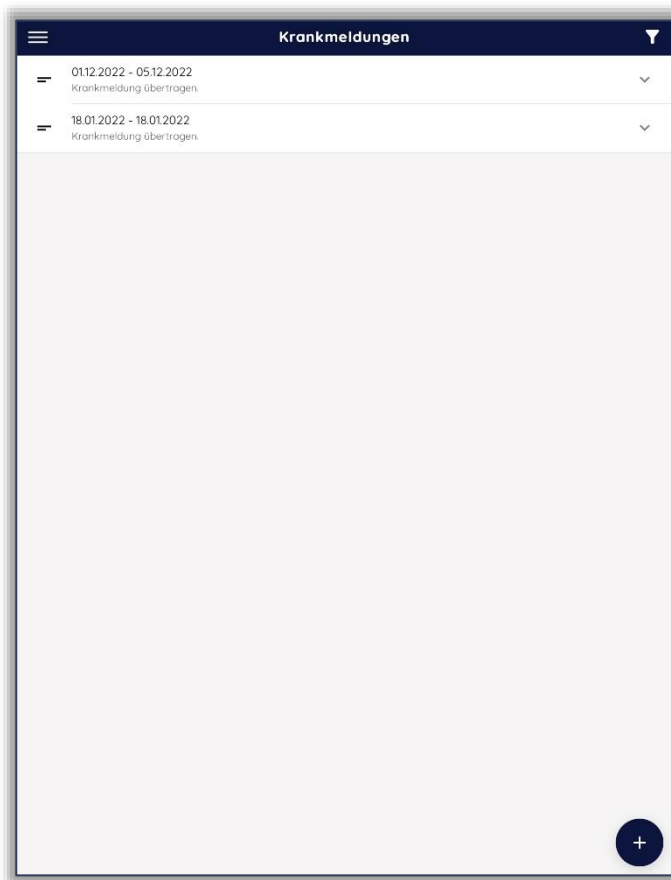 Krankmeldungen
01.12.2022 - 05.12.2022
Krankmeldung übertragen.
18.01.2022 - 18.01.2022
Krankmeldung übertragen.